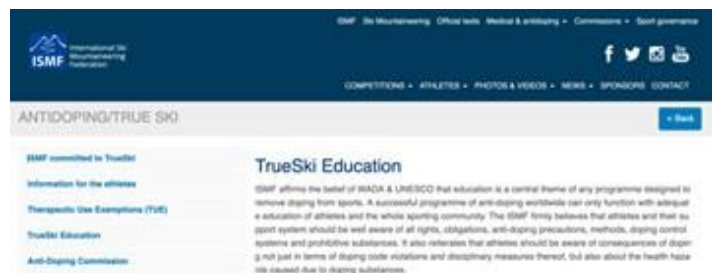 ISMF Ski Mountaineering Official texts Medical & antidoping Commissions Sport governance
International Ski
Mountaineering
Federation
ISMF
COMPETITIONS ATHLETES PHOTOS & VIDEOS NEWS SPONSORS CONTACT
ANTIDOPING/TRUE SKI
« Back
ISMF committed to TrueSki
Information for the athletes
Therapeutic Use Exemptions (TUE)
TrueSki Education
Anti-Doping Commission
TrueSki Education
ISMF affirms the belief of WADA & UNESCO that education is a central theme of any programme designed to
remove doping from sports. A successful programme of anti-doping worldwide can only function with adequat
e education of athletes and the whole sporting community. The ISMF firmly believes that athletes and their su
pport system should be well aware of all rights, obligations, anti-doping precautions, methods, doping control
systems and prohibitive substances. It also reiterates that athletes should be aware of consequences of dopin
g not just in terms of doping code violations and disciplinary measures thereof, but also about the health haza
rds caused due to doping substances.